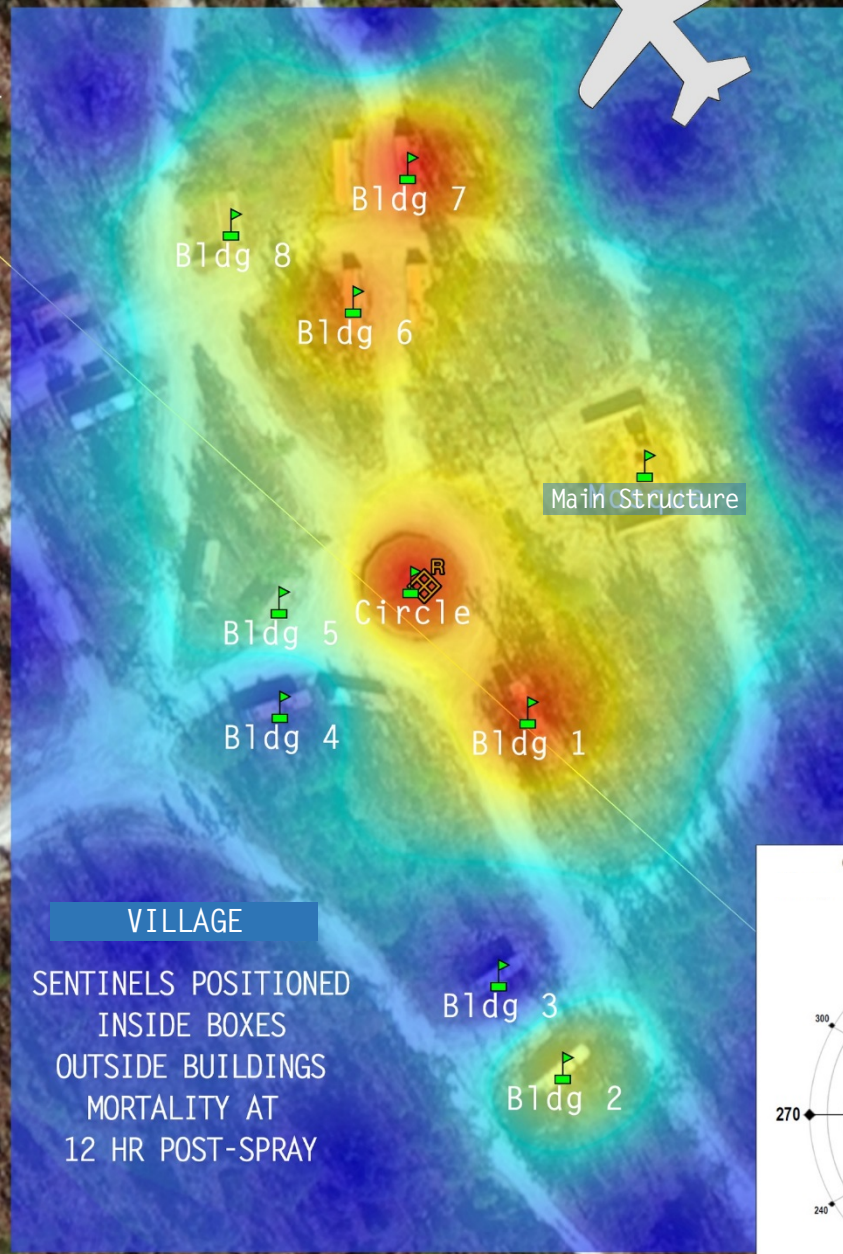 Bldg 7
Bldg 8
Bldg 6
Main Structure
R
Circle
Bldg 5
Bldg 4
Bldg 1
VILLAGE
SENTINELS POSITIONED
INSIDE BOXES
OUTSIDE BUILDINGS
MORTALITY AT
12 HR POST-SPRAY
Bldg 3
Bldg 2
300
270
240